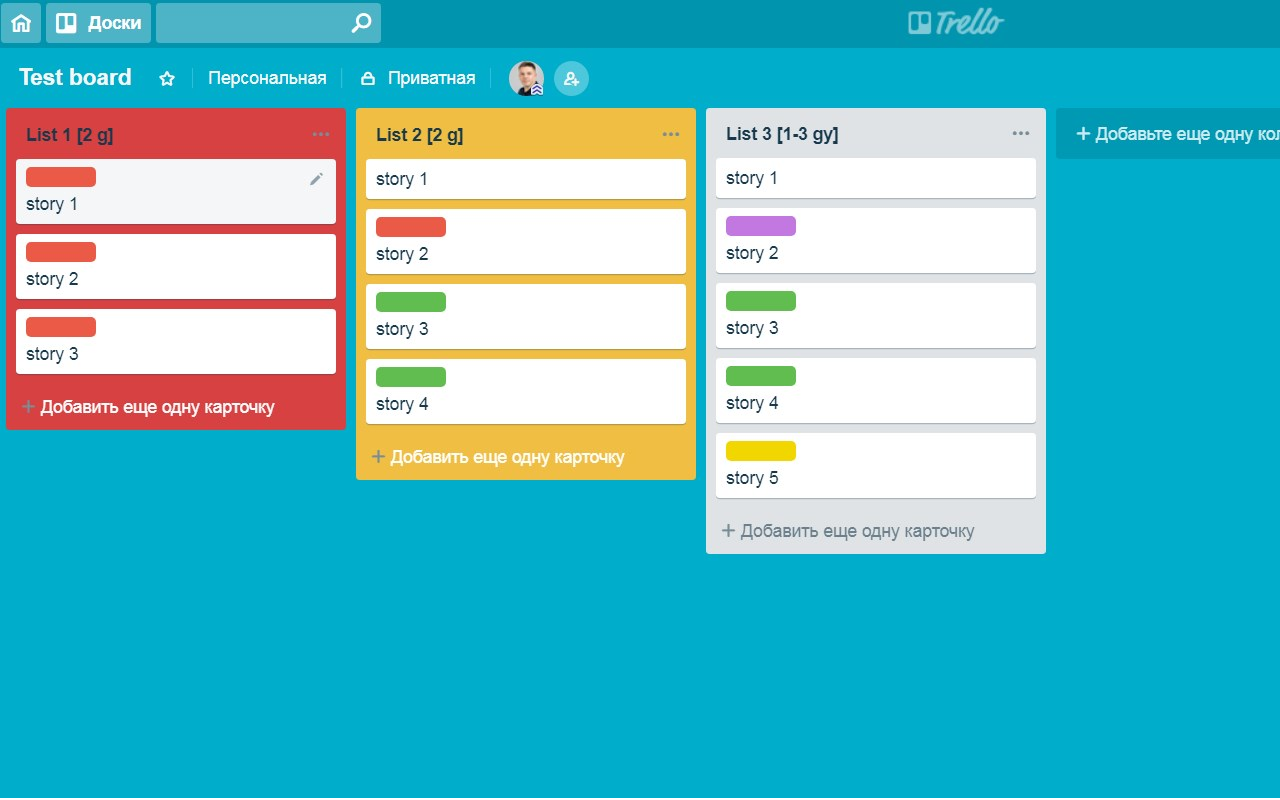 Доски
Trello
Test board
Персональная
Приватная
List 1 [2 g]
story 1
story 2
story 3
+ Добавить еще одну карточку
List 2 [2 g]
story 1
story 2
story 3
story 4
+ Добавить еще одну карточку
List 3 [1-3 gy]
story 1
story 2
story 3
story 4
story 5
+ Добавить еще одну карточку
+ Добавьте еще одну кол